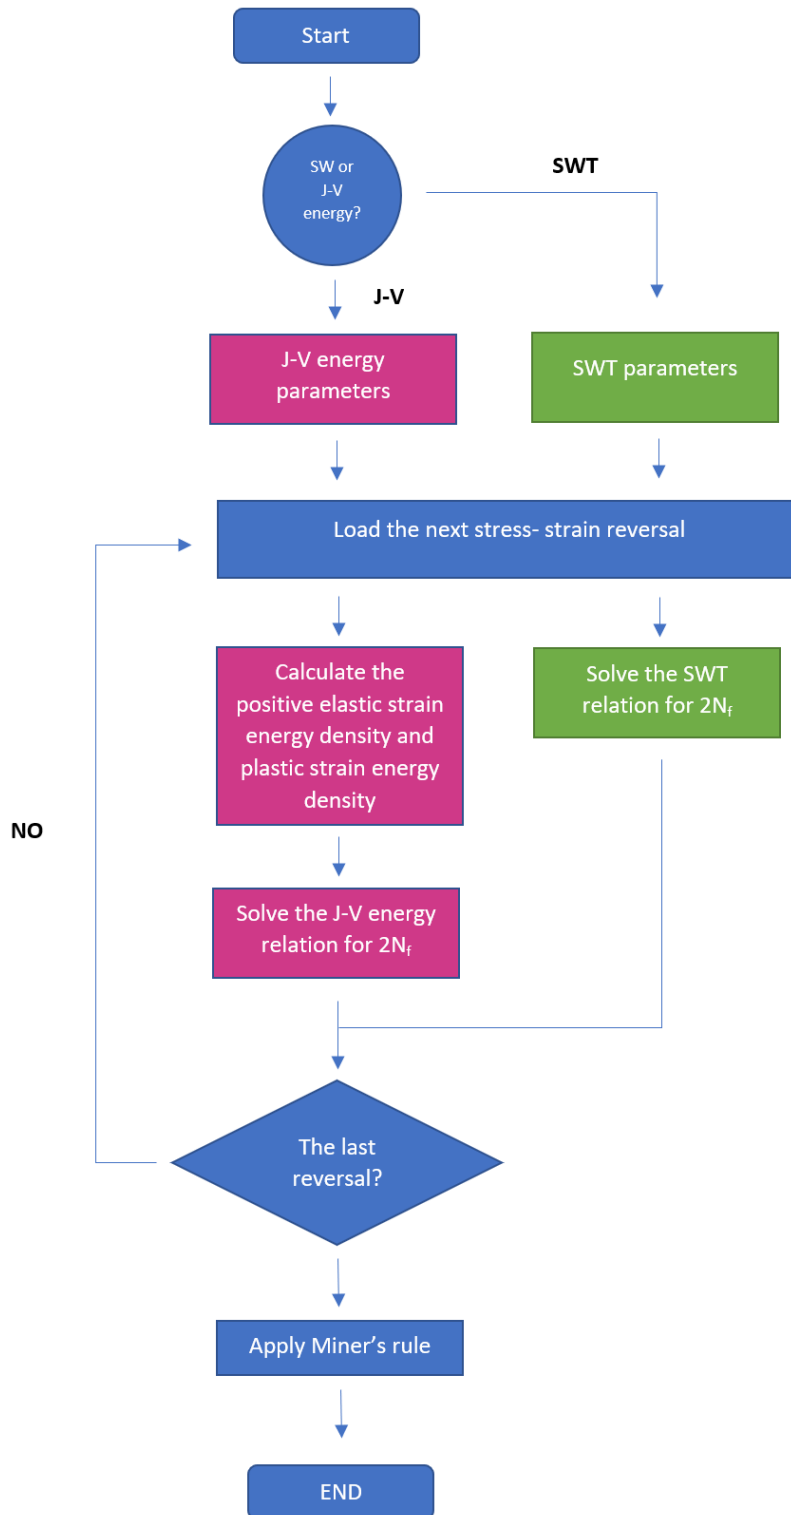 Start
SW or
J-V
energy?
SWT
J-V
J-V energy
parameters
SWT parameters
Load the next stress- strain reversal
Calculate the
positive elastic strain
energy density and
plastic strain energy
density
Solve the SWT
relation for 2Nf
NO
Solve the J-V energy
relation for 2Nf
The last
reversal?
Apply Miner’s rule
END